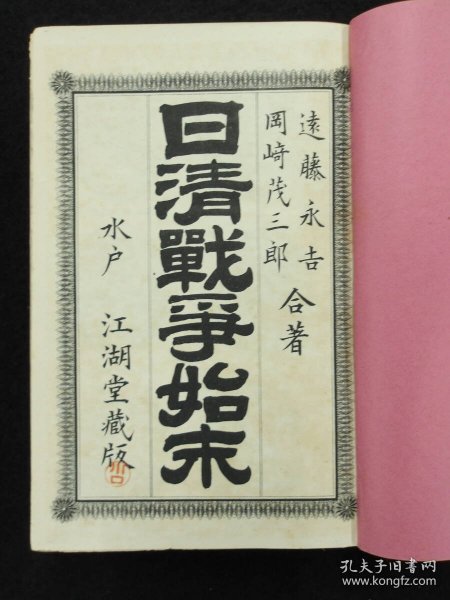 遠藤永吉
岡﨑茂三郎
合著
日清戰爭始末
水戸 江湖堂藏版
孔夫子旧书网
www.kongfz.com